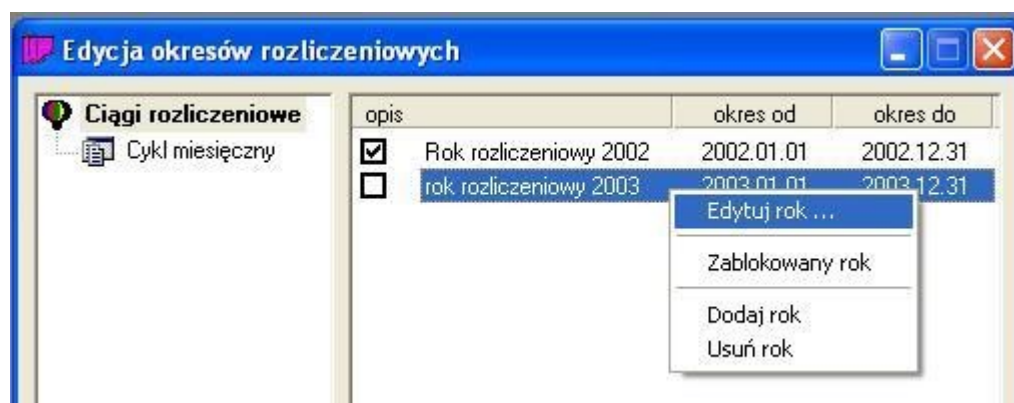 Edycja okresów rozliczeniowych
Ciągi rozliczeniowe
Cykl miesięczny
opis okres od okres do
Rok rozliczeniowy 2002 2002.01.01 2002.12.31
rok rozliczeniowy 2003 2003.01.01 2003.12.31
Edytuj rok ...
Zablokowany rok
Dodaj rok
Usuń rok